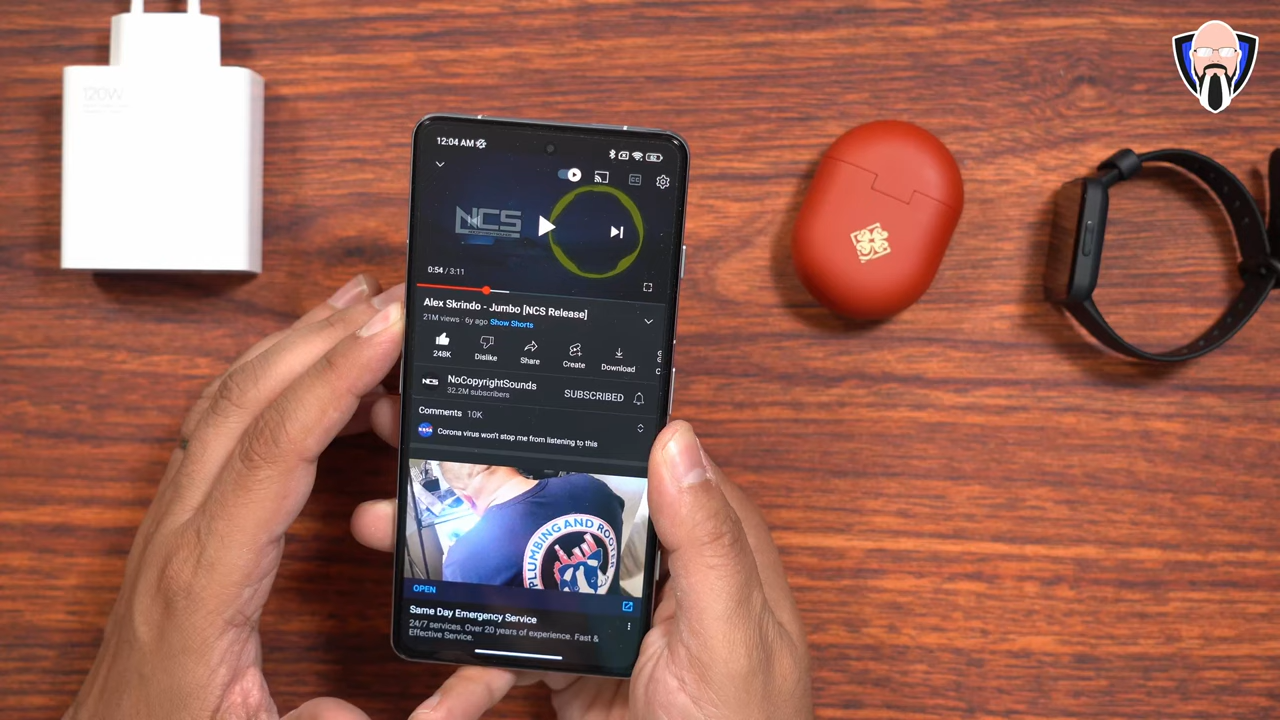 120W
12:04 AM
62
CC
NCS
0:54 / 3:11
Alex Skrindo - Jumbo [NCS Release]
21M views · 6y ago Show Shorts
248K
Dislike
Share
Create
Download
NCS
NoCopyrightSounds
32.2M subscribers
SUBSCRIBED
Comments 10K
NASA
Corona virus won't stop me from listening to this
PLUMBING AND ROOTER
OPEN
Same Day Emergency Service
24/7 services. Over 20 years of experience. Fast &
Effective Service.